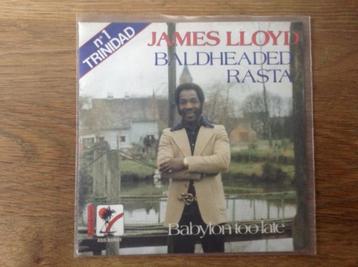 n°1
TRINIDAD
JAMES LLOYD
BALDHEADED
RASTA
Babylon too late